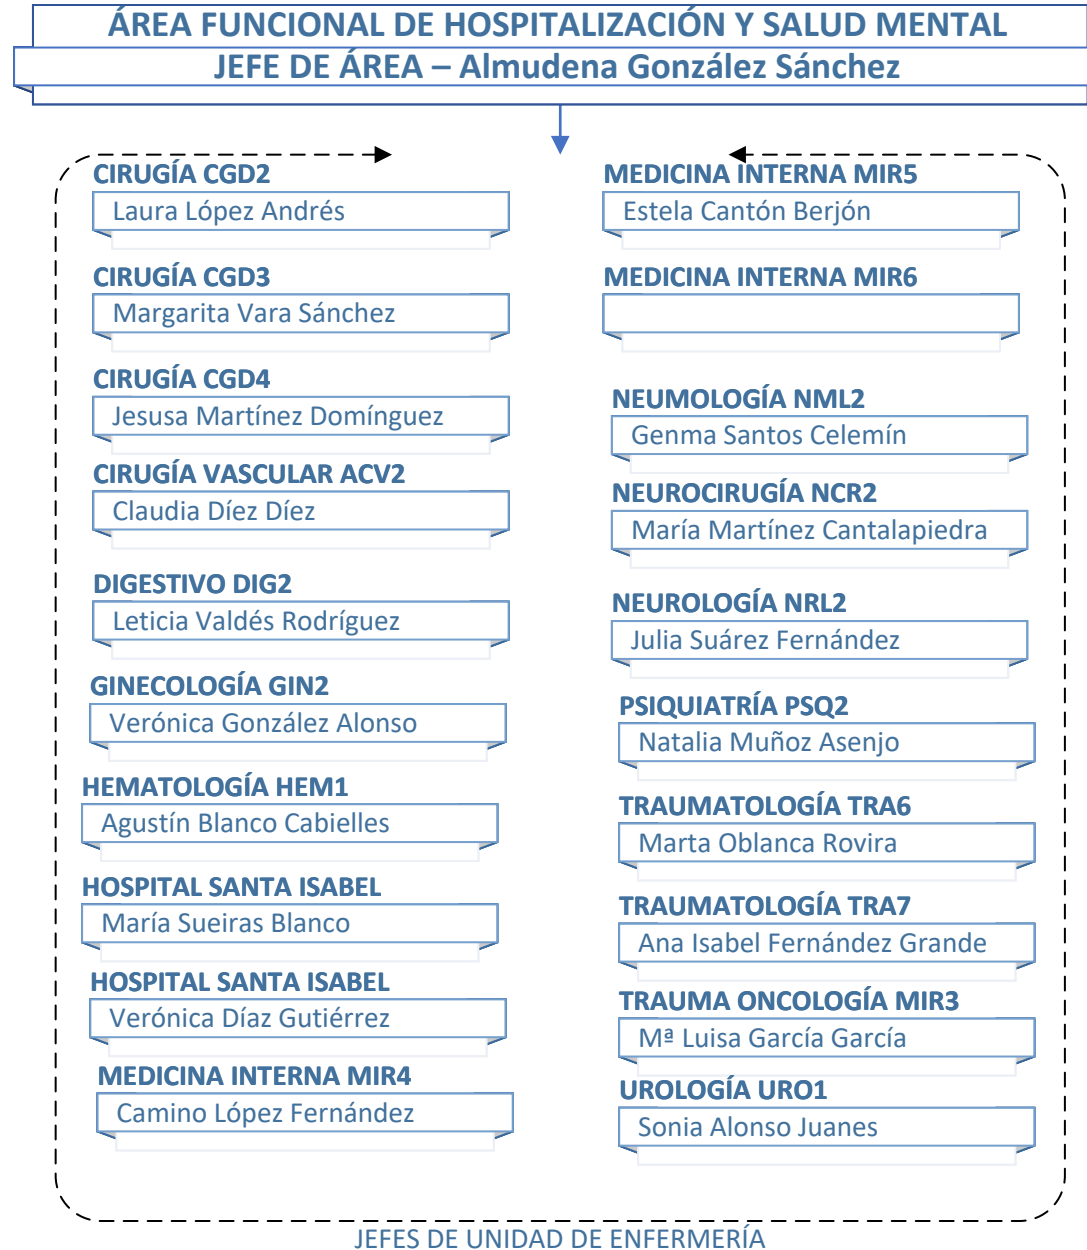 ÁREA FUNCIONAL DE HOSPITALIZACIÓN Y SALUD MENTAL
JEFE DE ÁREA – Almudena González Sánchez
CIRUGÍA CGD2
Laura López Andrés
CIRUGÍA CGD3
Margarita Vara Sánchez
CIRUGÍA CGD4
Jesusa Martínez Domínguez
CIRUGÍA VASCULAR ACV2
Claudia Díez Díez
DIGESTIVO DIG2
Leticia Valdés Rodríguez
GINECOLOGÍA GIN2
Verónica González Alonso
HEMATOLOGÍA HEM1
Agustín Blanco Cabielles
HOSPITAL SANTA ISABEL
María Sueiras Blanco
HOSPITAL SANTA ISABEL
Verónica Díaz Gutiérrez
MEDICINA INTERNA MIR4
Camino López Fernández
MEDICINA INTERNA MIR5
Estela Cantón Berjón
MEDICINA INTERNA MIR6
NEUMOLOGÍA NML2
Genma Santos Celemín
NEUROCIRUGÍA NCR2
María Martínez Cantalapiedra
NEUROLOGÍA NRL2
Julia Suárez Fernández
PSIQUIATRÍA PSQ2
Natalia Muñoz Asenjo
TRAUMATOLOGÍA TRA6
Marta Oblanca Rovira
TRAUMATOLOGÍA TRA7
Ana Isabel Fernández Grande
TRAUMA ONCOLOGÍA MIR3
Mª Luisa García García
UROLOGÍA URO1
Sonia Alonso Juanes
JEFES DE UNIDAD DE ENFERMERÍA